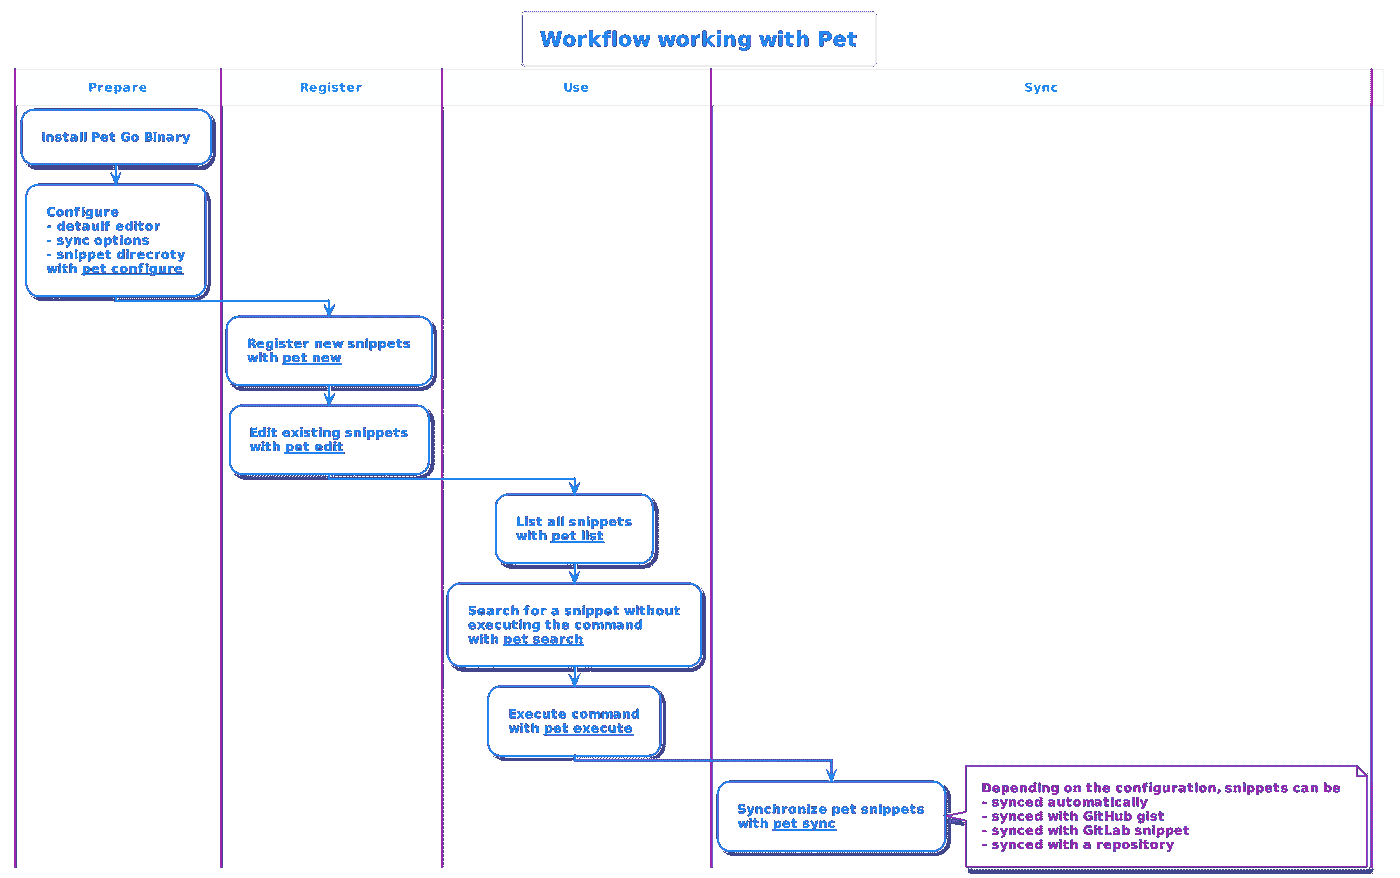 Workflow working with Pet
Prepare
Register
Use
Sync
Install Pet Go Binary
Configure
- detaulf editor
- sync options
- snippet direcroty
with pet configure
Register new snippets
with pet new
Edit existing snippets
with pet edit
List all snippets
with pet list
Search for a snippet without
executing the command
with pet search
Execute command
with pet execute
Synchronize pet snippets
with pet sync
Depending on the configuration, snippets can be
- synced automatically
- synced with GitHub gist
- synced with GitLab snippet
- synced with a repository